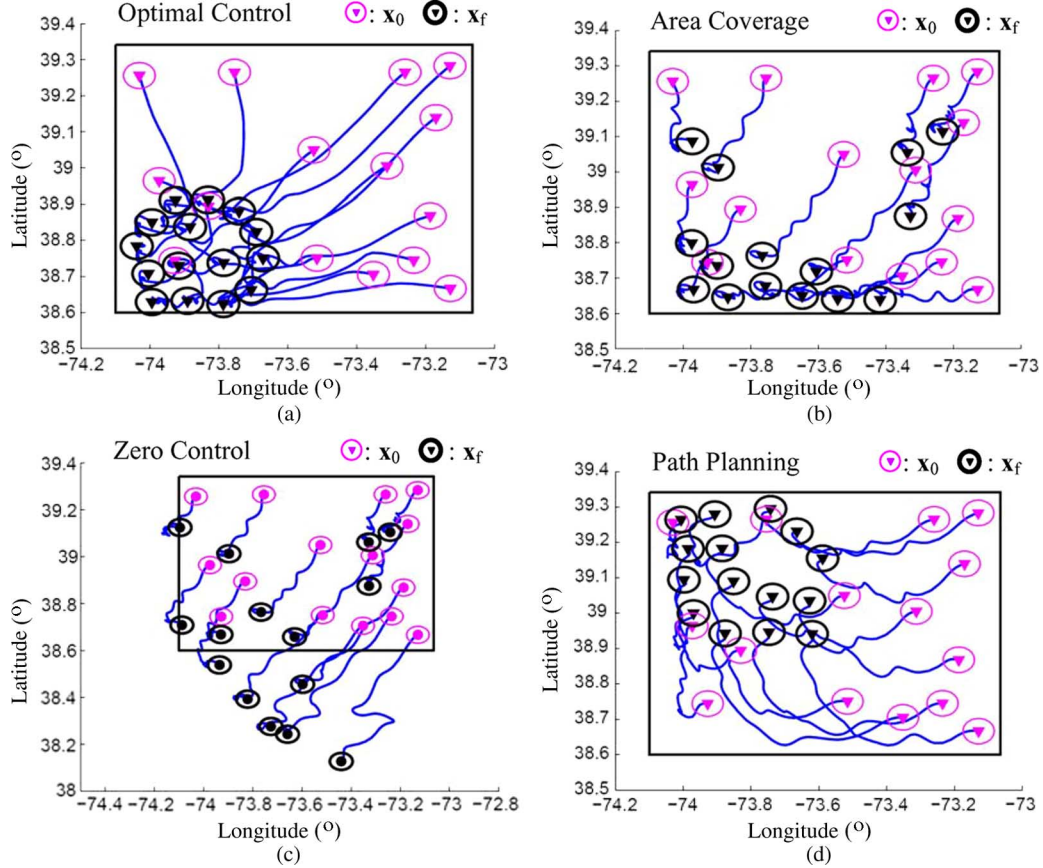 Optimal Control : x0 : xf
39.4
39.3
39.2
39.1
39
38.9
38.8
38.7
38.6
38.5
Latitude (o)
−74.2 −74 −73.8 −73.6 −73.4 −73.2 −73
Longitude (o)
(a)
Area Coverage : x0 : xf
39.4
39.3
39.2
39.1
39
38.9
38.8
38.7
38.6
38.5
Latitude (o)
−74.2 −74 −73.8 −73.6 −73.4 −73.2 −73
Longitude (o)
(b)
Zero Control : x0 : xf
39.4
39.2
39
38.8
38.6
38.4
38.2
38
Latitude (o)
−74.4 −74.2 −74 −73.8 −73.6 −73.4 −73.2 −73 −72.8
Longitude (o)
(c)
Path Planning : x0 : xf
39.4
39.3
39.2
39.1
39
38.9
38.8
38.7
38.6
38.5
Latitude (o)
−74.2 −74 −73.8 −73.6 −73.4 −73.2 −73
Longitude (o)
(d)